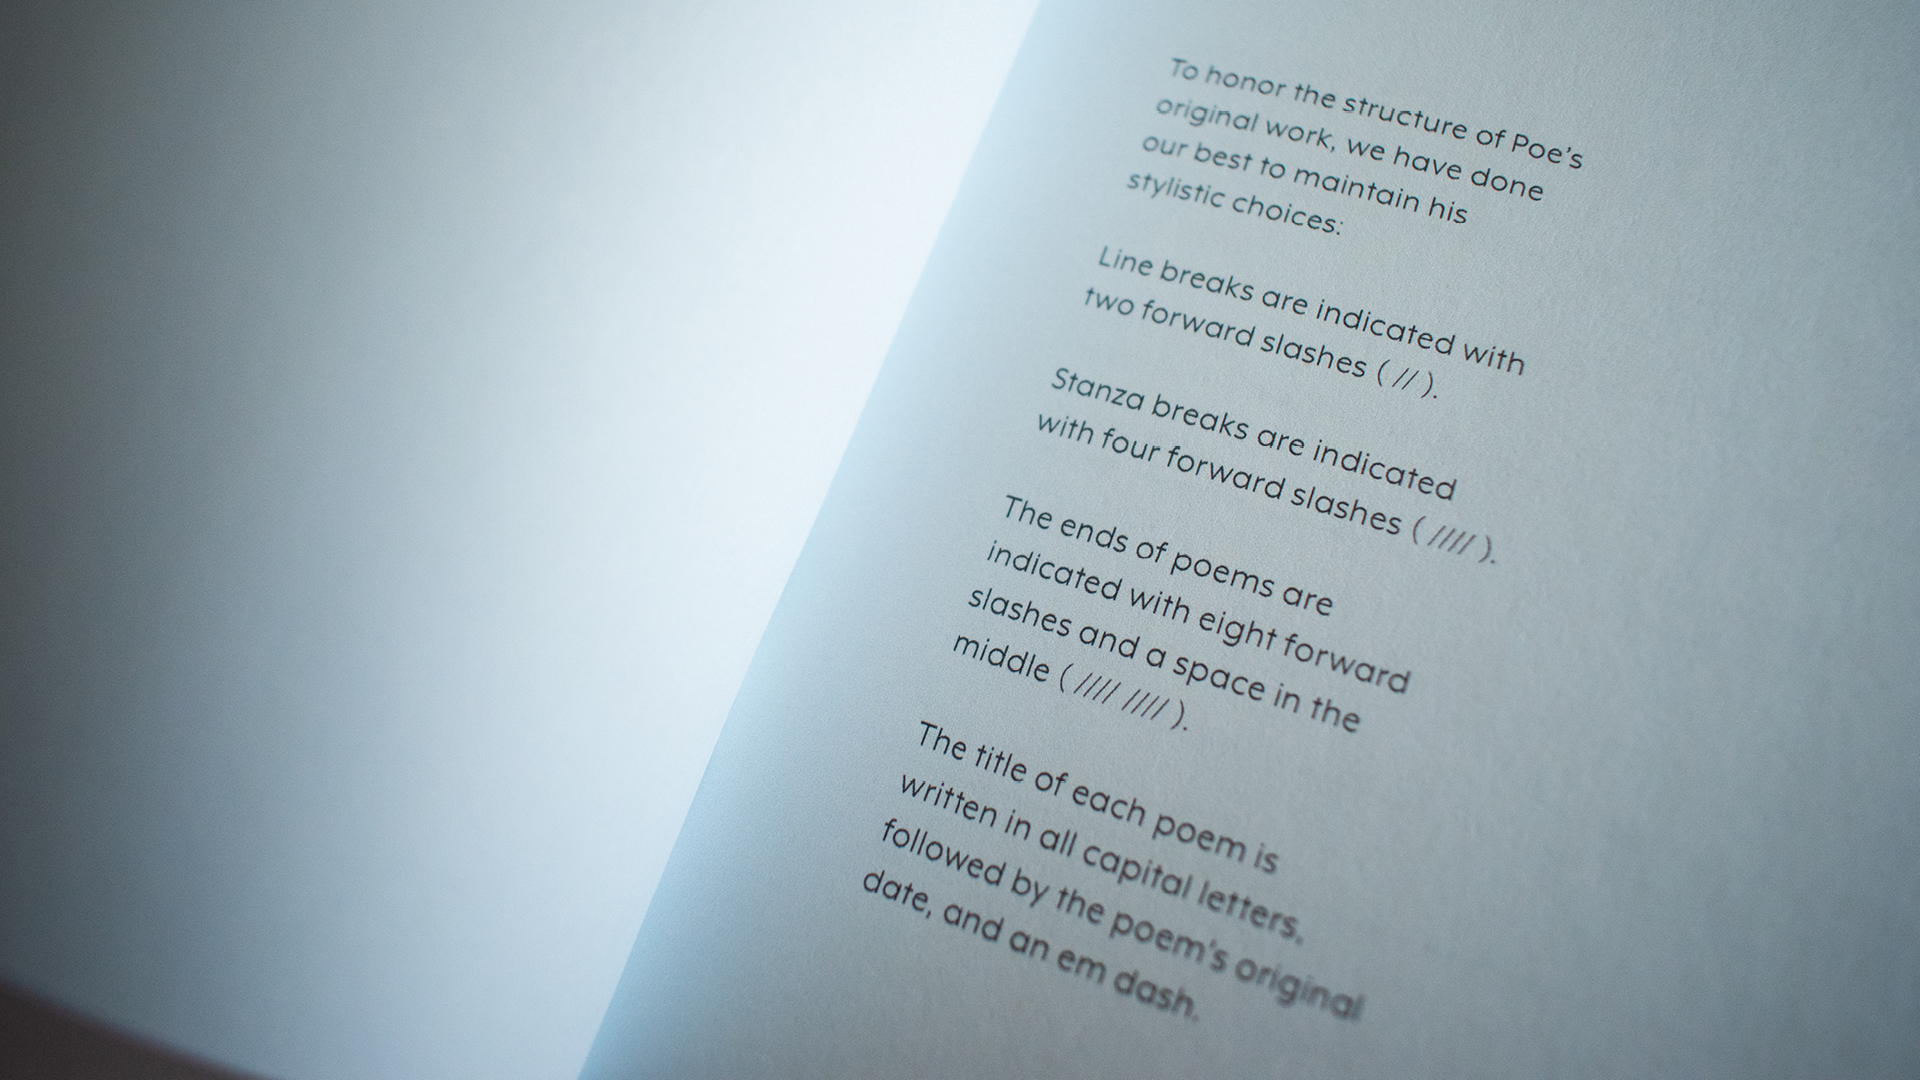 To honor the structure of Poe’s
original work, we have done
our best to maintain his
stylistic choices:
Line breaks are indicated with
two forward slashes ( // ).
Stanza breaks are indicated
with four forward slashes ( //// ).
The ends of poems are
indicated with eight forward
slashes and a space in the
middle ( //// //// ).
The title of each poem is
written in all capital letters,
followed by the poem’s original
date, and an em dash.